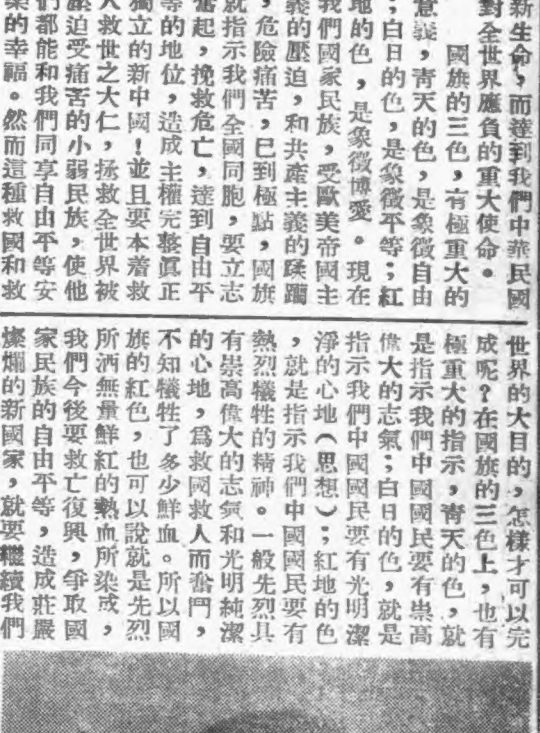 新生命,而達到我們中華民國
對全世界應負的重大使命。
國旗的三色,有極重大的
意義,青天的色,是象徵自由
;白日的色,是象徵平等;紅
地的色,是象徵博愛。現在
我們國家民族,受歐美帝國主
義的壓迫,和共產主義的蹂躪
,危險痛苦,已到極點,國旗
就指示我們全國同胞,要立志
奮起,挽救危亡,達到自由平
等的地位,造成主權完整眞正
獨立的新中國!並且要本着救
人救世之大仁,拯救全世界被
壓迫受痛苦的小弱民族,使他
們都能和我們同享自由平等安
樂的幸福。然而這種救國和救
世界的大目的,怎樣才可以完
成呢?在國旗的三色上,也有
極重大的指示,青天的色,就
是指示我們中國國民要有崇高
偉大的志氣;白日的色,就是
指示我們中國國民要有光明潔
淨的心地(思想);紅地的色
,就是指示我們中國國民要有
熱烈犧牲的精神。一般先烈具
有崇高偉大的志氣和光明純潔
的心地,爲救國救人而奮鬥,
不知犧牲了多少鮮血。所以國
旗的紅色,也可以說就是先烈
所洒無量鮮紅的熱血所染成,
我們今後要救亡復興,爭取國
家民族的自由平等,造成莊嚴
燦爛的新國家,就要繼續我們